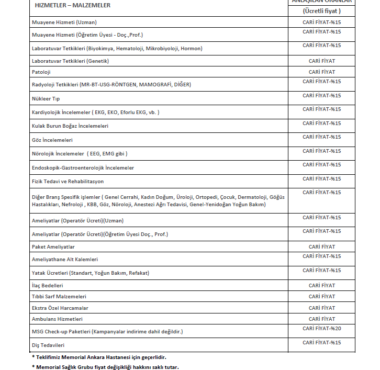 HİZMETLER – MALZEMELER
ANLAŞILAN ORANLAR
(Ücretli fiyat )
Muayene Hizmeti (Uzman) CARİ FİYAT-%15
Muayene Hizmeti (Öğretim Üyesi - Doç.,Prof.) CARİ FİYAT-%15
Laboratuvar Tetkikleri (Biyokimya, Hematoloji, Mikrobiyoloji, Hormon) CARİ FİYAT-%15
Laboratuvar Tetkikleri (Genetik) CARİ FİYAT
Patoloji CARİ FİYAT
Radyoloji Tetkikleri (MR-BT-USG-RÖNTGEN, MAMOGRAFİ, DİĞER) CARİ FİYAT-%15
Nükleer Tıp CARİ FİYAT-%15
Kardiyolojik İncelemeler ( EKG, EKO, Eforlu EKG, vb. ) CARİ FİYAT-%15
Kulak Burun Boğaz İncelemeleri CARİ FİYAT-%15
Göz İncelemeleri CARİ FİYAT-%15
Nörolojik İncelemeler ( EEG, EMG gibi ) CARİ FİYAT-%15
Endoskopik-Gastroenterolojik İncelemeler CARİ FİYAT-%15
Fizik Tedavi ve Rehabilitasyon CARİ FİYAT-%15
Diğer Branş Spesifik İşlemler ( Genel Cerrahi, Kadın Doğum, Üroloji, Ortopedi, Çocuk, Dermatoloji, Göğüs CARİ FİYAT-%15
Hastalıkları, Nefroloji , KBB, Göz, Nöroloji, Anestezi Ağrı Tedavisi, Genel-Yenidoğan Yoğun Bakım)
Ameliyatlar (Operatör Ücreti)(Uzman) CARİ FİYAT-%15
Ameliyatlar (Operatör Ücreti)(Öğretim Üyesi Doç., Prof.) CARİ FİYAT-%15
Paket Ameliyatlar CARİ FİYAT
Ameliyathane Alt Kalemleri CARİ FİYAT-%15
Yatak Ücretleri (Standart, Yoğun Bakım, Refakat) CARİ FİYAT-%15
İlaç Bedelleri CARİ FİYAT
Tıbbi Sarf Malzemeleri CARİ FİYAT
Ekstra Özel Harcamalar CARİ FİYAT
Ambulans Hizmetleri CARİ FİYAT
MSG Check-up Paketleri (Kampanyalar indirime dahil değildir.) CARİ FİYAT-%20
Diş Tedavileri CARİ FİYAT-%15
* Teklifimiz Memorial Ankara Hastanesi için geçerlidir.
* Memorial Sağlık Grubu fiyat değişikliği hakkını saklı tutar.